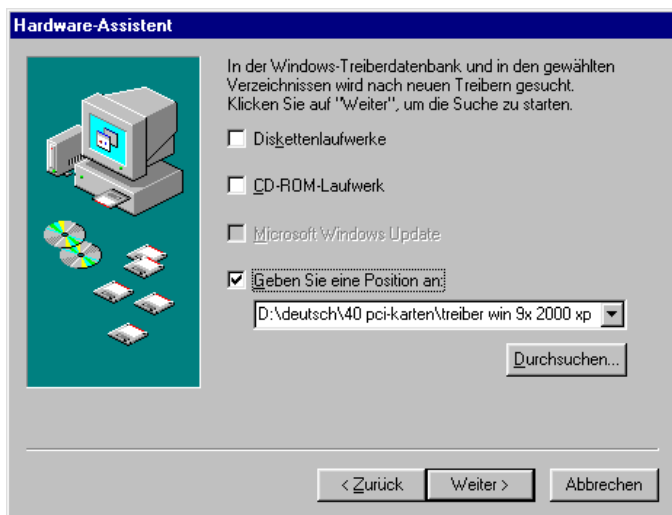 Hardware-Assistent
In der Windows-Treiberdatenbank und in den gewählten
Verzeichnissen wird nach neuen Treibern gesucht.
Klicken Sie auf "Weiter", um die Suche zu starten.
Diskettenlaufwerke
CD-ROM-Laufwerk
Microsoft Windows Update
Geben Sie eine Position an:
D:\deutsch\40 pci-karten\treiber win 9x 2000 xp
Durchsuchen...
< Zurück
Weiter >
Abbrechen